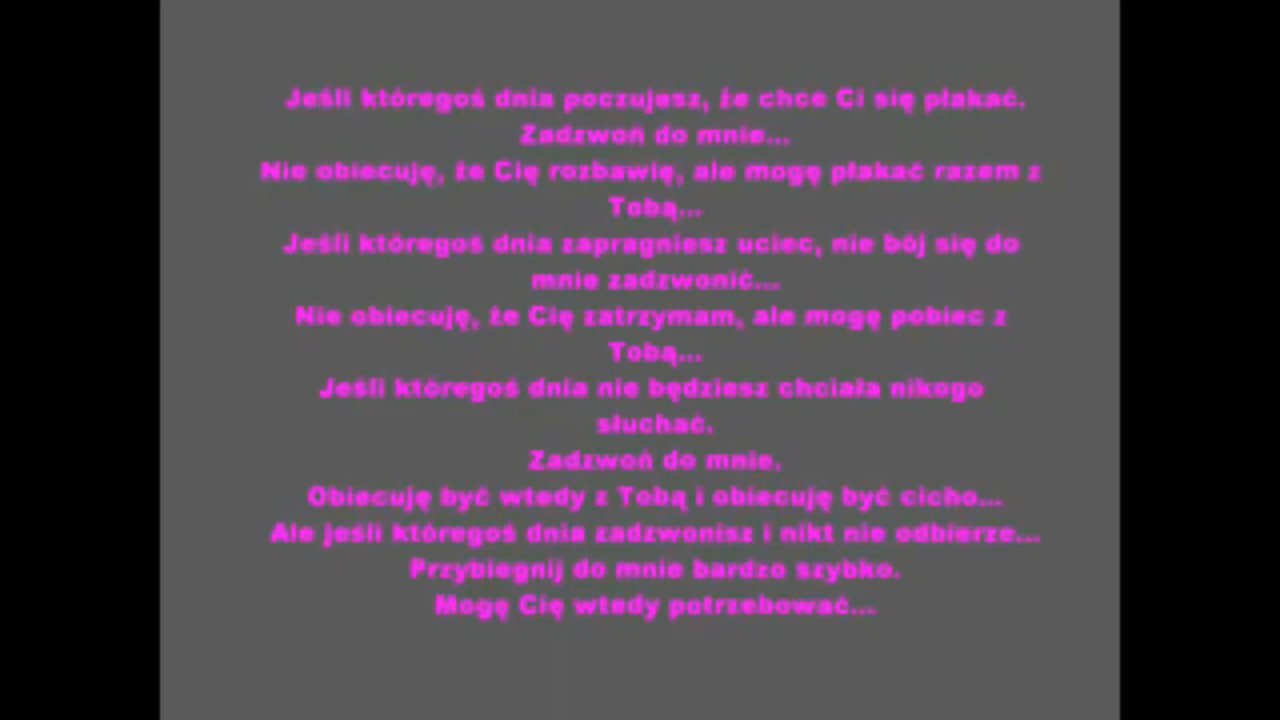 Jeśli któregoś dnia poczujesz, że chce Ci się płakać.
Zadzwoń do mnie...
Nie obiecuję, że Cię rozbawię, ale mogę płakać razem z
Tobą...
Jeśli któregoś dnia zapragniesz uciec, nie bój się do
mnie zadzwonić...
Nie obiecuję, że Cię zatrzymam, ale mogę pobiec z
Tobą...
Jeśli któregoś dnia nie będziesz chciała nikogo
słuchać.
Zadzwoń do mnie.
Obiecuję być wtedy z Tobą i obiecuję być cicho...
Ale jeśli któregoś dnia zadzwonisz i nikt nie odbierze...
Przybiegnij do mnie bardzo szybko.
Mogę Cię wtedy potrzebować...